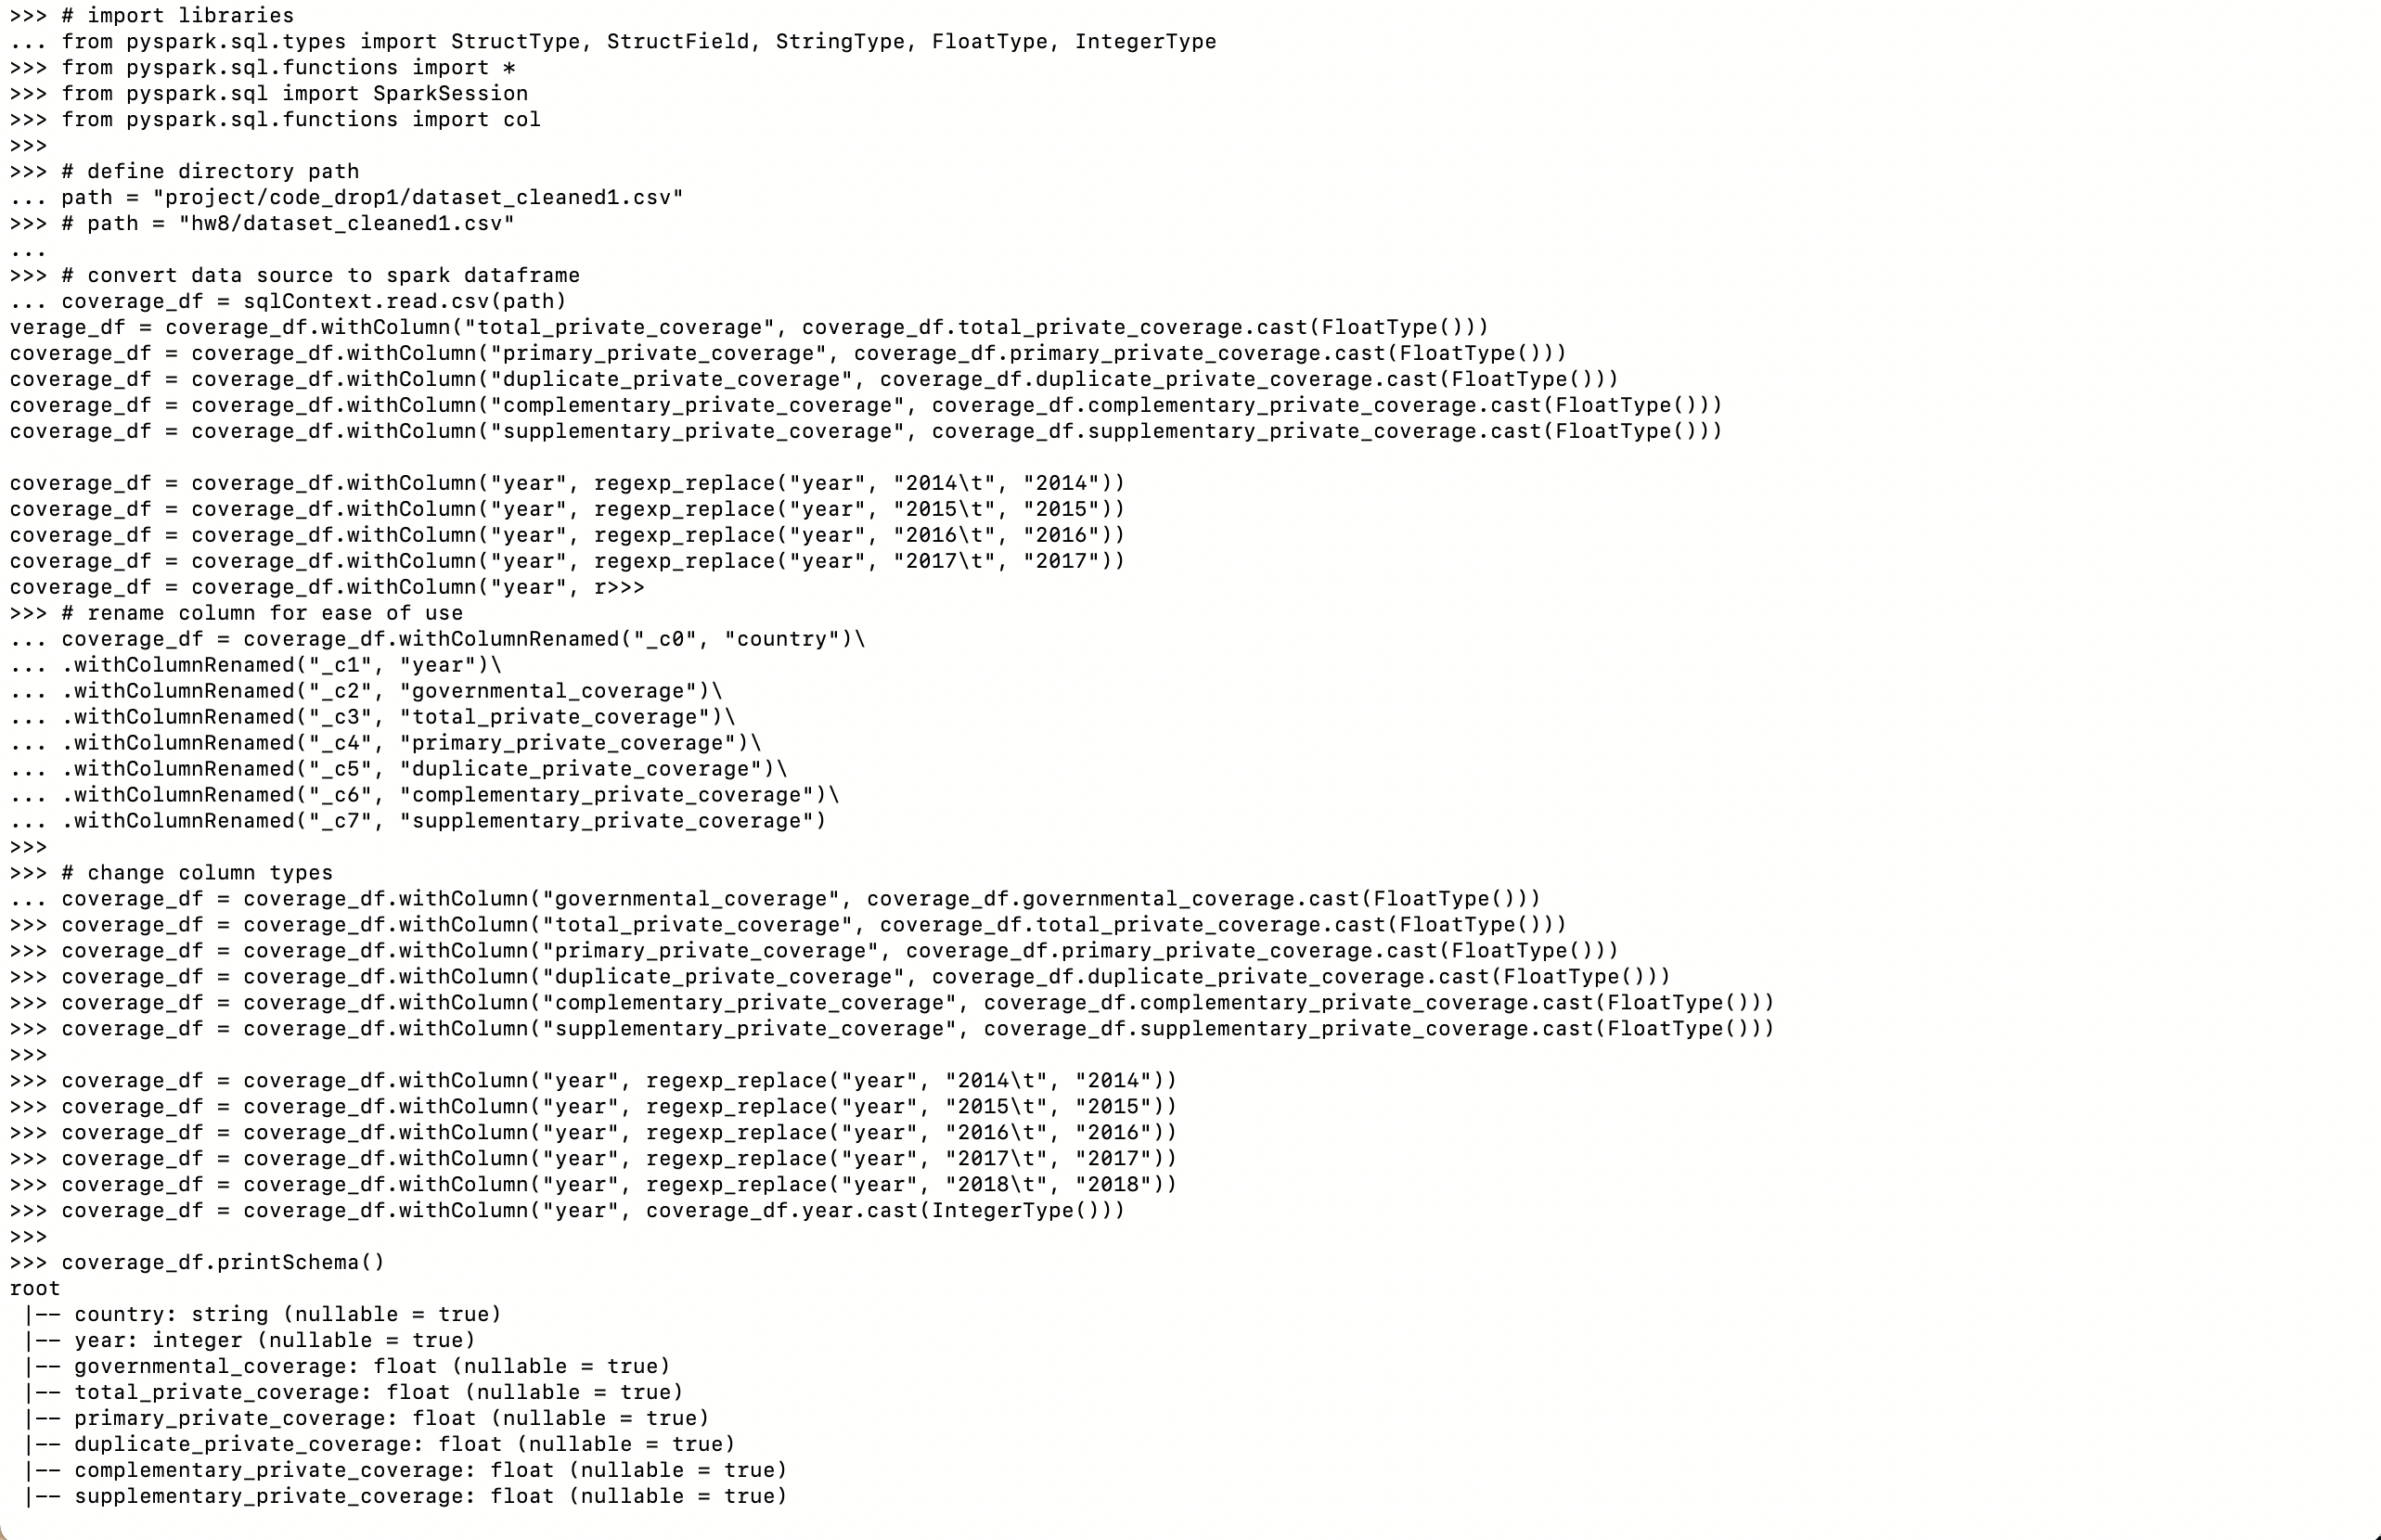 >>> # import libraries
... from pyspark.sql.types import StructType, StructField, StringType, FloatType, IntegerType
>>> from pyspark.sql.functions import *
>>> from pyspark.sql import SparkSession
>>> from pyspark.sql.functions import col
>>>
>>> # define directory path
... path = "project/code_drop1/dataset_cleaned1.csv"
>>> # path = "hw8/dataset_cleaned1.csv"
...
>>> # convert data source to spark dataframe
... coverage_df = sqlContext.read.csv(path)
verage_df = coverage_df.withColumn("total_private_coverage", coverage_df.total_private_coverage.cast(FloatType()))
coverage_df = coverage_df.withColumn("primary_private_coverage", coverage_df.primary_private_coverage.cast(FloatType()))
coverage_df = coverage_df.withColumn("duplicate_private_coverage", coverage_df.duplicate_private_coverage.cast(FloatType()))
coverage_df = coverage_df.withColumn("complementary_private_coverage", coverage_df.complementary_private_coverage.cast(FloatType()))
coverage_df = coverage_df.withColumn("supplementary_private_coverage", coverage_df.supplementary_private_coverage.cast(FloatType()))

coverage_df = coverage_df.withColumn("year", regexp_replace("year", "2014\t", "2014"))
coverage_df = coverage_df.withColumn("year", regexp_replace("year", "2015\t", "2015"))
coverage_df = coverage_df.withColumn("year", regexp_replace("year", "2016\t", "2016"))
coverage_df = coverage_df.withColumn("year", regexp_replace("year", "2017\t", "2017"))
coverage_df = coverage_df.withColumn("year", r>>>
>>> # rename column for ease of use
... coverage_df = coverage_df.withColumnRenamed("_c0", "country")\
... .withColumnRenamed("_c1", "year")\
... .withColumnRenamed("_c2", "governmental_coverage")\
... .withColumnRenamed("_c3", "total_private_coverage")\
... .withColumnRenamed("_c4", "primary_private_coverage")\
... .withColumnRenamed("_c5", "duplicate_private_coverage")\
... .withColumnRenamed("_c6", "complementary_private_coverage")\
... .withColumnRenamed("_c7", "supplementary_private_coverage")
>>>
>>> # change column types
... coverage_df = coverage_df.withColumn("governmental_coverage", coverage_df.governmental_coverage.cast(FloatType()))
>>> coverage_df = coverage_df.withColumn("total_private_coverage", coverage_df.total_private_coverage.cast(FloatType()))
>>> coverage_df = coverage_df.withColumn("primary_private_coverage", coverage_df.primary_private_coverage.cast(FloatType()))
>>> coverage_df = coverage_df.withColumn("duplicate_private_coverage", coverage_df.duplicate_private_coverage.cast(FloatType()))
>>> coverage_df = coverage_df.withColumn("complementary_private_coverage", coverage_df.complementary_private_coverage.cast(FloatType()))
>>> coverage_df = coverage_df.withColumn("supplementary_private_coverage", coverage_df.supplementary_private_coverage.cast(FloatType()))
>>>
>>> coverage_df = coverage_df.withColumn("year", regexp_replace("year", "2014\t", "2014"))
>>> coverage_df = coverage_df.withColumn("year", regexp_replace("year", "2015\t", "2015"))
>>> coverage_df = coverage_df.withColumn("year", regexp_replace("year", "2016\t", "2016"))
>>> coverage_df = coverage_df.withColumn("year", regexp_replace("year", "2017\t", "2017"))
>>> coverage_df = coverage_df.withColumn("year", regexp_replace("year", "2018\t", "2018"))
>>> coverage_df = coverage_df.withColumn("year", coverage_df.year.cast(IntegerType()))
>>>
>>> coverage_df.printSchema()
root
 |-- country: string (nullable = true)
 |-- year: integer (nullable = true)
 |-- governmental_coverage: float (nullable = true)
 |-- total_private_coverage: float (nullable = true)
 |-- primary_private_coverage: float (nullable = true)
 |-- duplicate_private_coverage: float (nullable = true)
 |-- complementary_private_coverage: float (nullable = true)
 |-- supplementary_private_coverage: float (nullable = true)